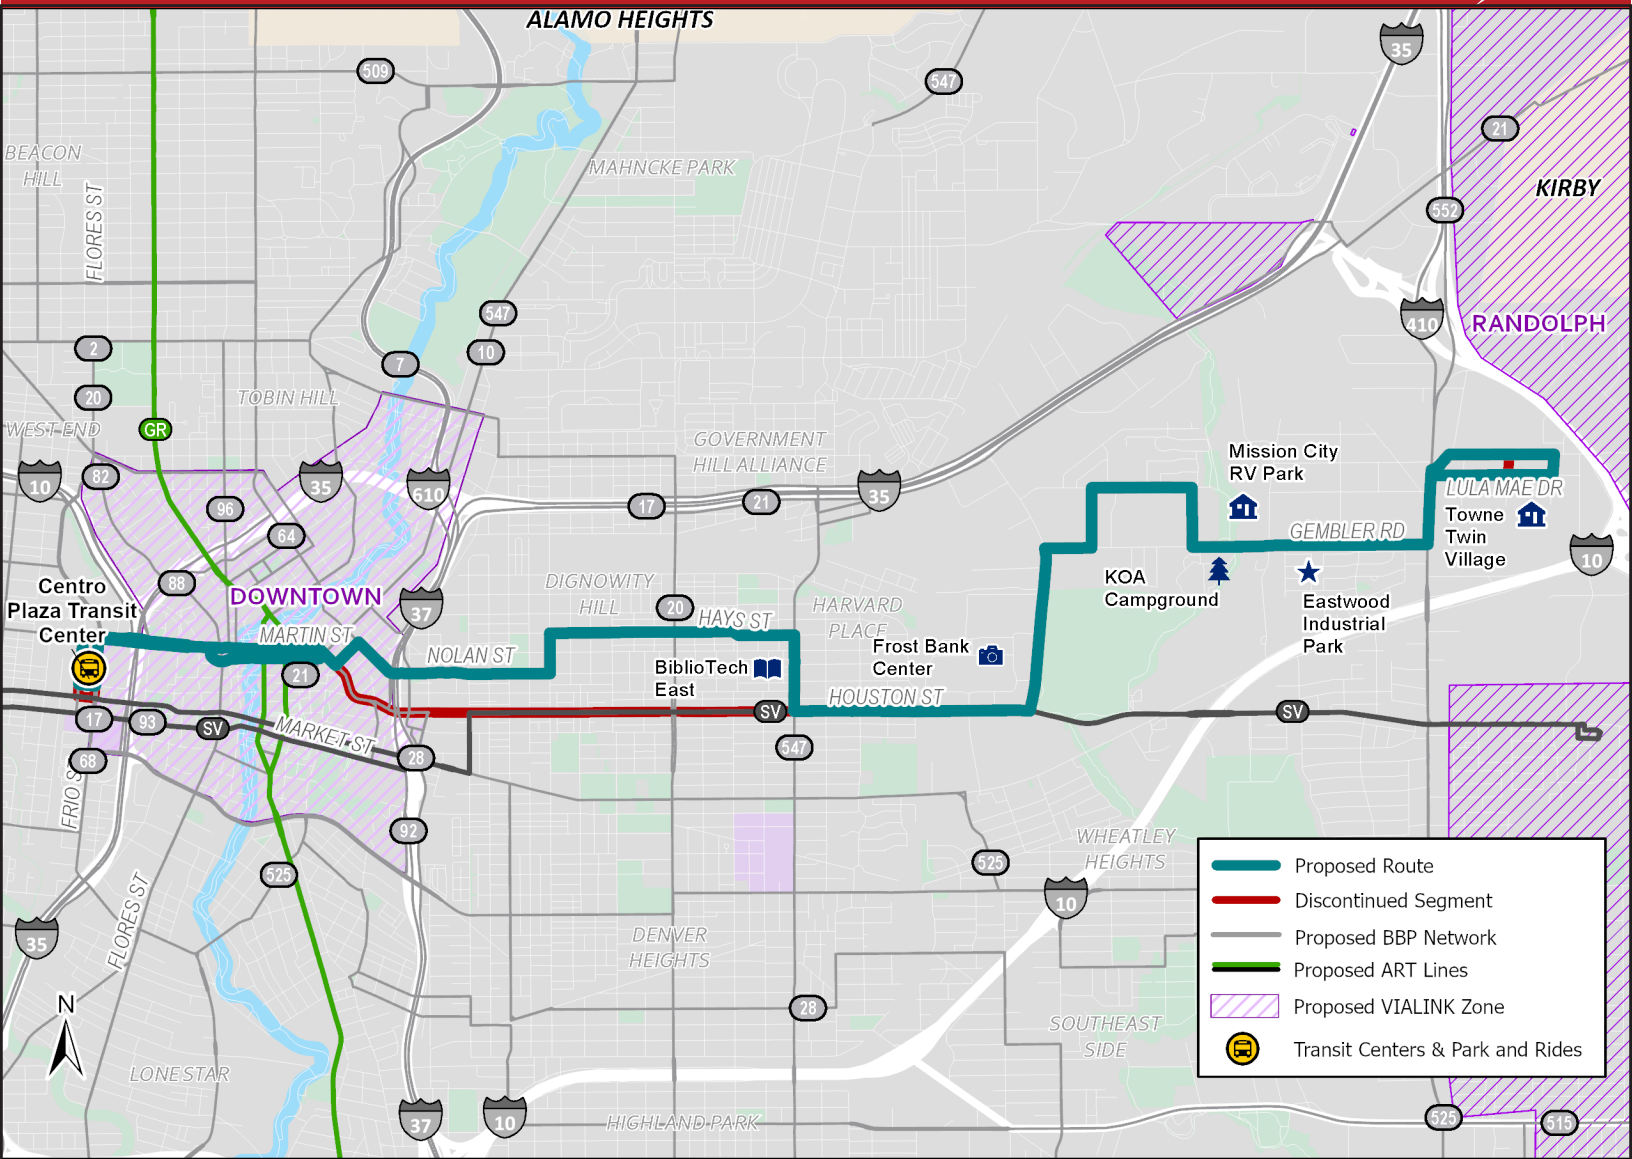 ALAMO HEIGHTS
35
509
547
21
BEACON
HILL
MAHNCKE PARK
KIRBY
FLORES ST
552
547
410
RANDOLPH
2
10
7
20
TOBIN HILL
WEST END
GR
GOVERNMENT
HILL ALLIANCE
Mission City
RV Park
10
82
35
610
35
LULA MAE DR
96
17
21
Towne
Twin
Village
64
GEMBLER RD
10
Centro
Plaza Transit
Center
88
DOWNTOWN
37
DIGNOWITY
HILL
20
HAYS ST
HARVARD
PLACE
KOA
Campground
Eastwood
Industrial
Park
MARTIN ST
NOLAN ST
Frost Bank
Center
BiblioTech
East
21
HOUSTON ST
SV
SV
17
93
SV
MARKET ST
28
547
68
FRIO ST
92
WHEATLEY
HEIGHTS
525
525
10
FLORES ST
35
DENVER
HEIGHTS
28
SOUTHEAST
SIDE
N
LONE STAR
37
10
HIGHLAND PARK
525
515
Proposed Route
Discontinued Segment
Proposed BBP Network
Proposed ART Lines
Proposed VIALINK Zone
Transit Centers & Park and Rides